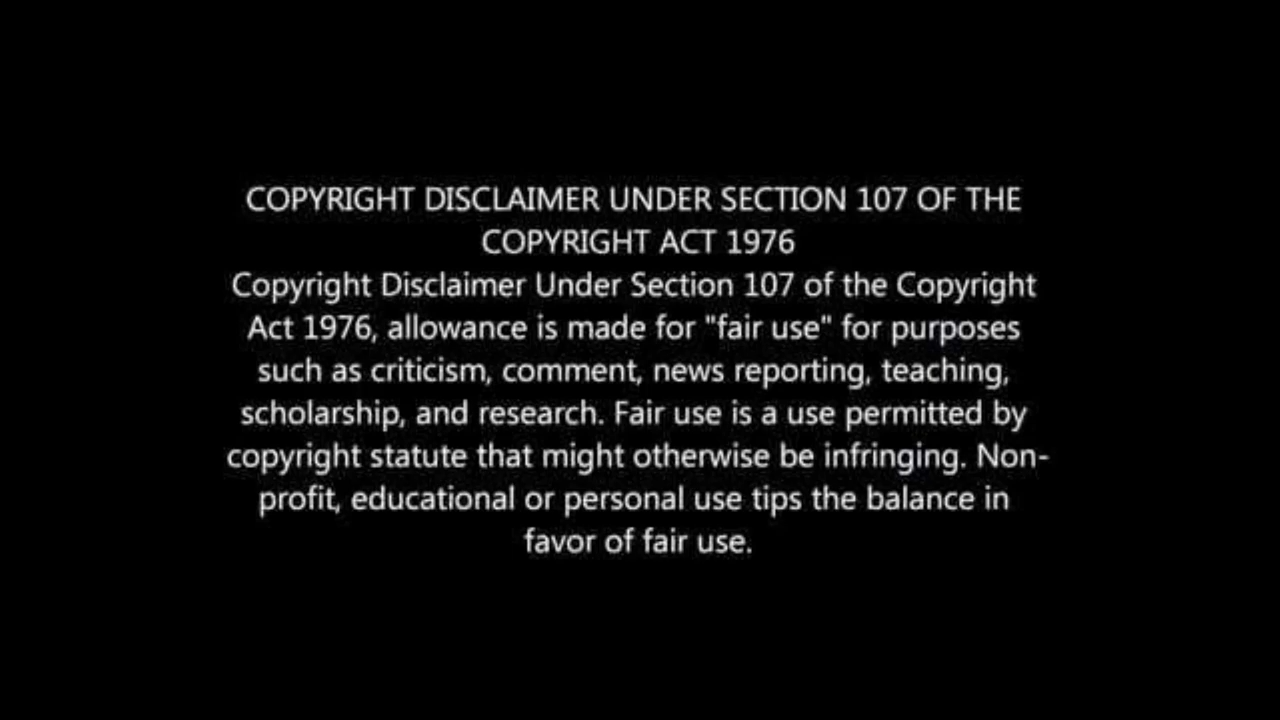 COPYRIGHT DISCLAIMER UNDER SECTION 107 OF THE
COPYRIGHT ACT 1976
Copyright Disclaimer Under Section 107 of the Copyright
Act 1976, allowance is made for "fair use" for purposes
such as criticism, comment, news reporting, teaching,
scholarship, and research. Fair use is a use permitted by
copyright statute that might otherwise be infringing. Non-
profit, educational or personal use tips the balance in
favor of fair use.